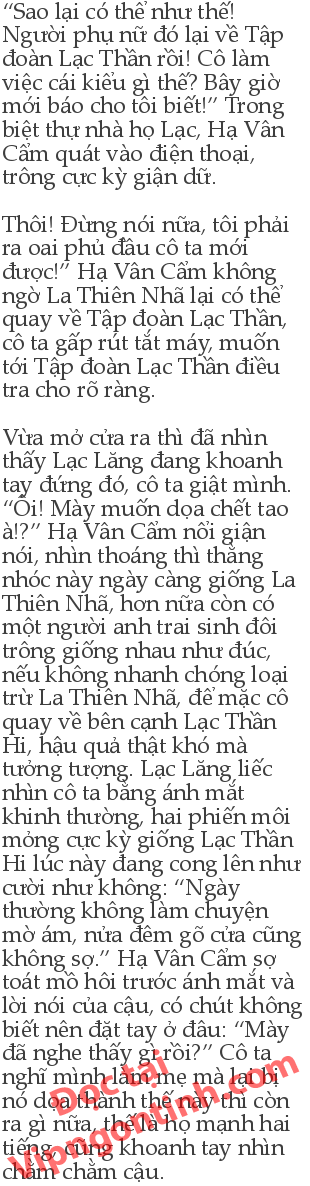 “Sao lại có thể như thế!
Người phụ nữ đó lại về Tập
đoàn Lạc Thần rồi! Cô làm
việc cái kiểu gì thế? Bây giờ
mới báo cho tôi biết!” Trong
biệt thự nhà họ Lạc, Hạ Vân
Cẩm quát vào điện thoại,
trông cực kỳ giận dữ.

Thôi! Đừng nói nữa, tôi phải
ra oai phủ đầu cô ta mới
được!” Hạ Vân Cẩm không
ngờ La Thiên Nhã lại có thể
quay về Tập đoàn Lạc Thần,
cô ta gấp rút tắt máy, muốn
tới Tập đoàn Lạc Thần điều
tra cho rõ ràng.

Vừa mở cửa ra thì đã nhìn
thấy Lạc Lăng đang khoanh
tay đứng đó, cô ta giật mình.
“Ôi! Mày muốn dọa chết tao
à!?” Hạ Vân Cẩm nổi giận
nói, nhìn thoáng thì thằng
nhóc này ngày càng giống La
Thiên Nhã, hơn nữa còn có
một người anh trai sinh đôi
trông giống nhau như đúc,
nếu không nhanh chóng loại
trừ La Thiên Nhã, để mặc cô
quay về bên cạnh Lạc Thần
Hi, hậu quả thật khó mà
tưởng tượng. Lạc Lăng liếc
nhìn cô ta bằng ánh mắt
khinh thường, hai phiến môi
mỏng cực kỳ giống Lạc Thần
Hi lúc này đang cong lên như
cười như không: “Ngày
thường không làm chuyện
mờ ám, nửa đêm gõ cửa cũng
không sợ.” Hạ Vân Cẩm sợ
toát mồ hôi trước ánh mắt và
lời nói của cậu, có chút không
biết nên đặt tay ở đâu: “Mày
đã nghe thấy gì rồi?” Cô ta
nghĩ mình làm mẹ mà lại bị
nó dọa thành thế này thì còn
ra gì nữa, thế là họ mạnh hai
tiếng, cũng khoanh tay nhìn
chằm chằm cậu.
Đọc tại
Vipngontinh.com